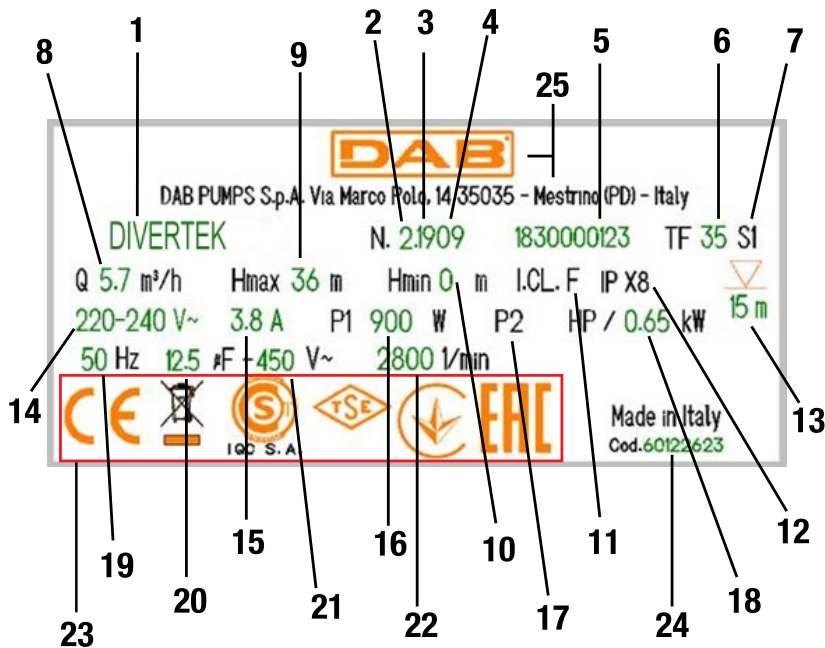 1 2 3 4 5 6 7
8 9 25
DAB
DAB PUMPS S.p.A. Via Marco Polo, 14 35035 - Mestrino (PD) - Italy
DIVERTEK N. 2.1909 1830000123 TF 35 S1
Q 5.7 m³/h Hmax 36 m Hmin 0 m I.CL. F IP X8
220-240 V~ 3.8 A P1 900 W P2 HP / 0.65 kW 15 m
50 Hz 12.5 µF - 450 V~ 2800 1/min
CE S TSE EAC
IQC S.A.
Made in Italy
Cod.60122623
14 13
19 15 16 10 11 12
20 21 22 17 18
23 24